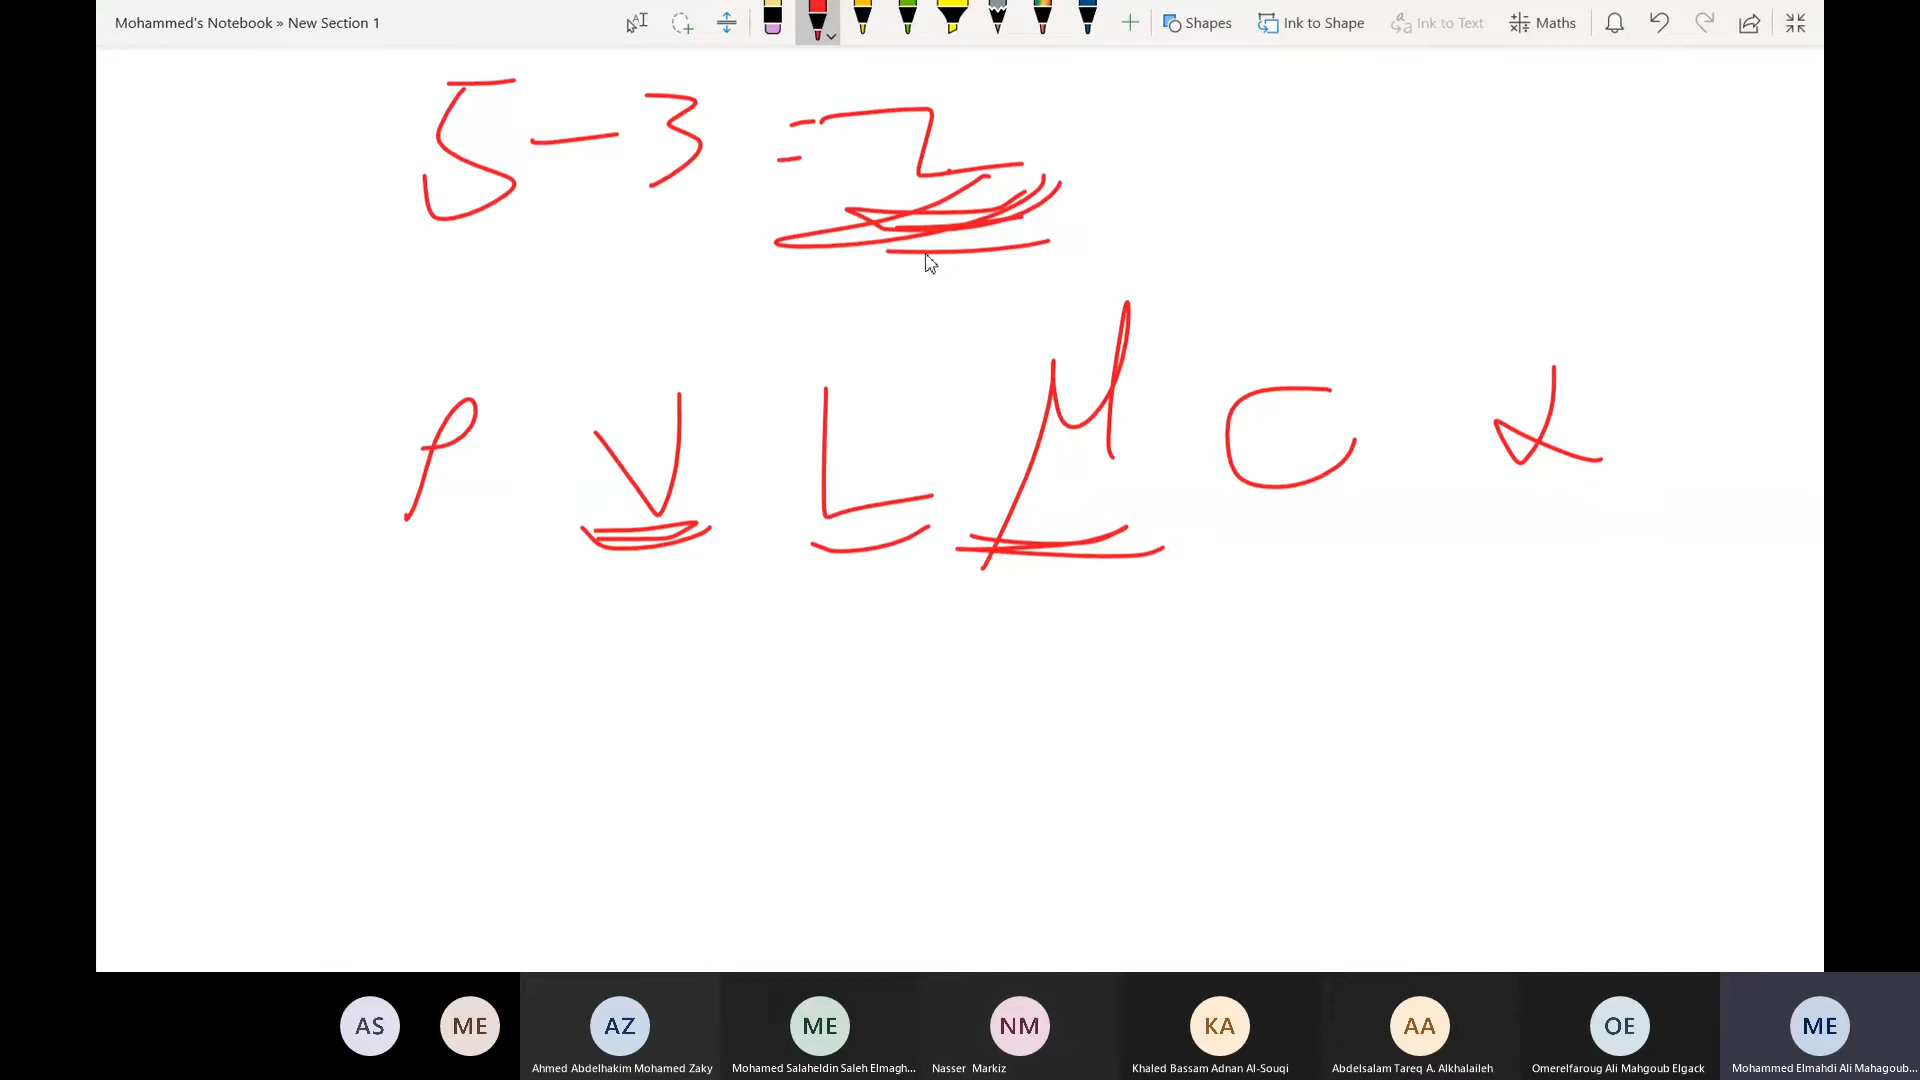 Mohammed's Notebook » New Section 1 Shapes Ink to Shape Ink to Text Maths
5 - 3 = 2
ρ V L μ C α
AS ME AZ ME NM KA AA OE ME
Ahmed Abdelhakim Mohamed Zaky Mohamed Salaheldin Saleh Elmagh... Nasser Markiz Khaled Bassam Adnan Al-Souqi Abdelsalam Tareq A. Alkhalaileh Omerelfaroug Ali Mahgoub Elgack Mohammed Elmahdi Ali Mahagoub...